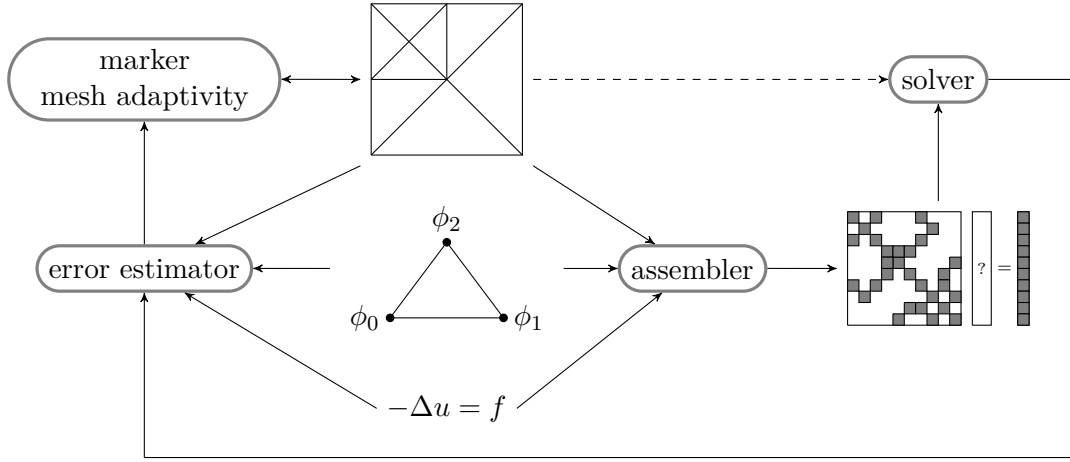 marker
mesh adaptivity
solver
ϕ₂
error estimator
assembler
? =
ϕ₀
ϕ₁
−Δu = f